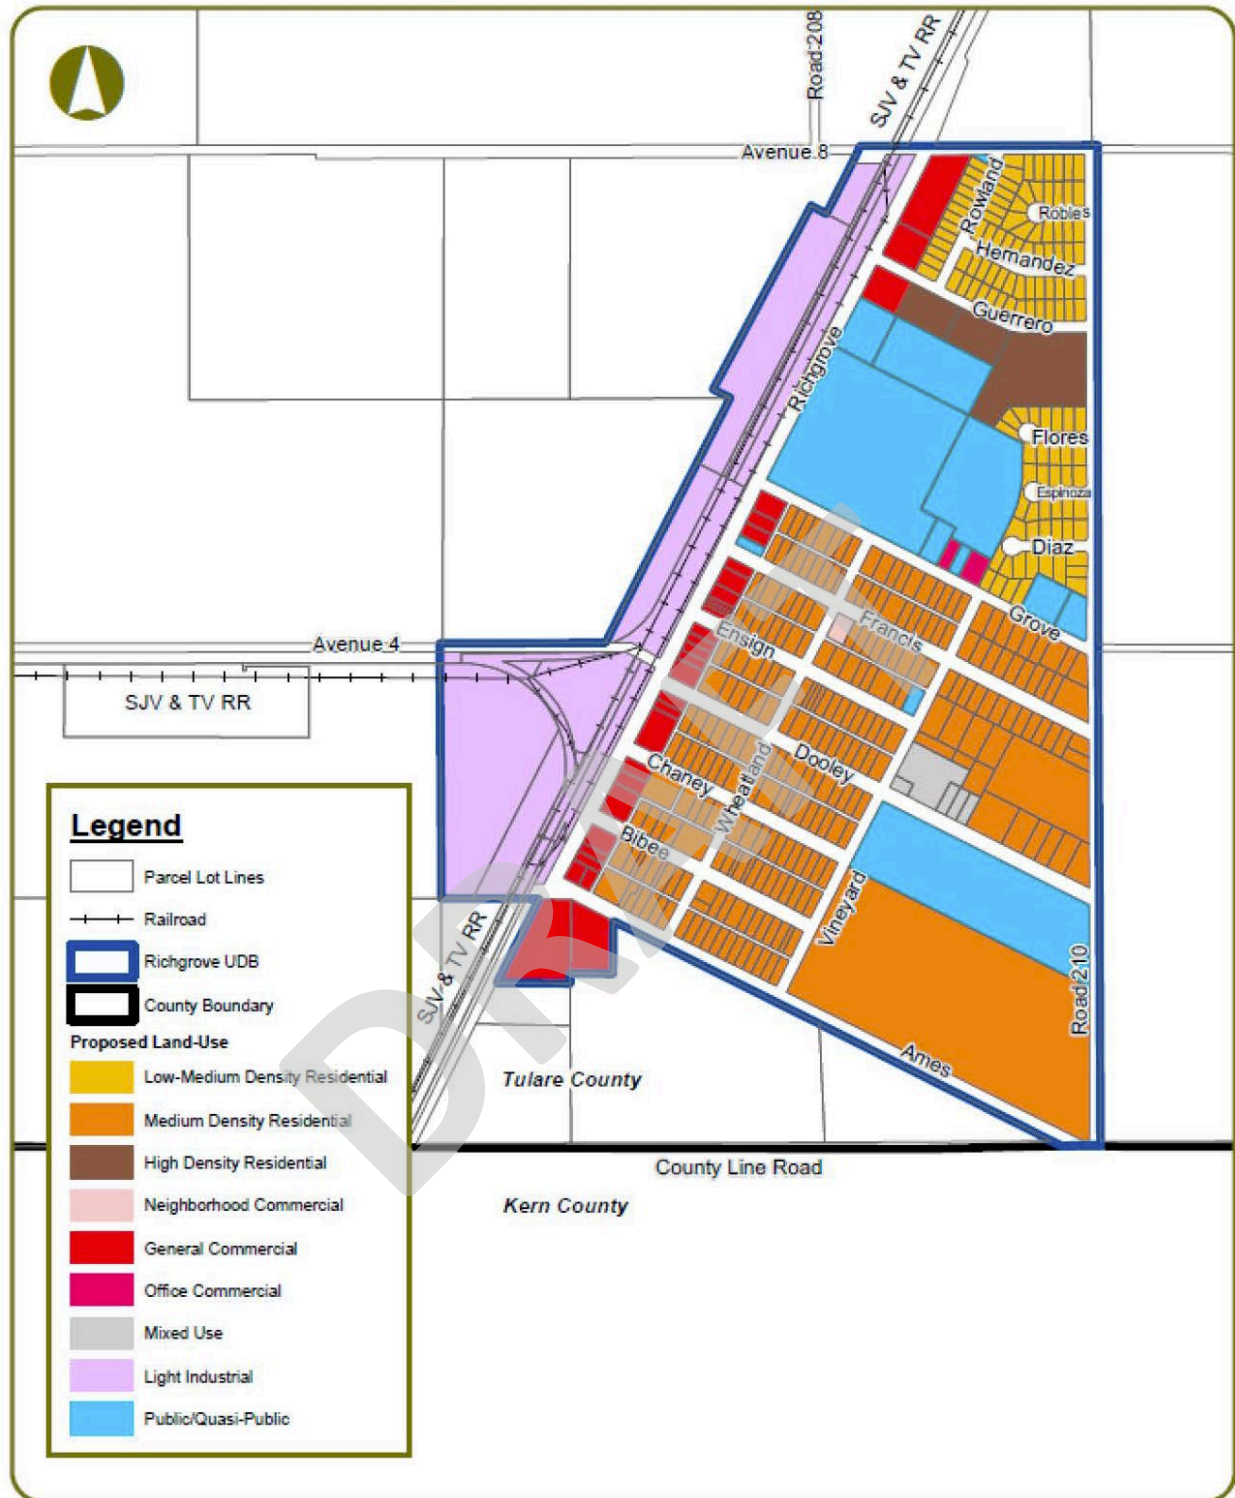 Road 208
SJV & TV RR
Avenue 8
Rowland
Robles
Hernandez
Guerrero
Richgrove
Flores
Espinoza
Diaz
Grove
Francis
Ensign
Avenue 4
SJV & TV RR
Dooley
Wheatland
Chaney
Bibee
Vineyard
SJV & TV RR
Road 210
Ames
Tulare County
County Line Road
Kern County
DRAFT
Legend
Parcel Lot Lines
Railroad
Richgrove UDB
County Boundary
Proposed Land-Use
Low-Medium Density Residential
Medium Density Residential
High Density Residential
Neighborhood Commercial
General Commercial
Office Commercial
Mixed Use
Light Industrial
Public/Quasi-Public